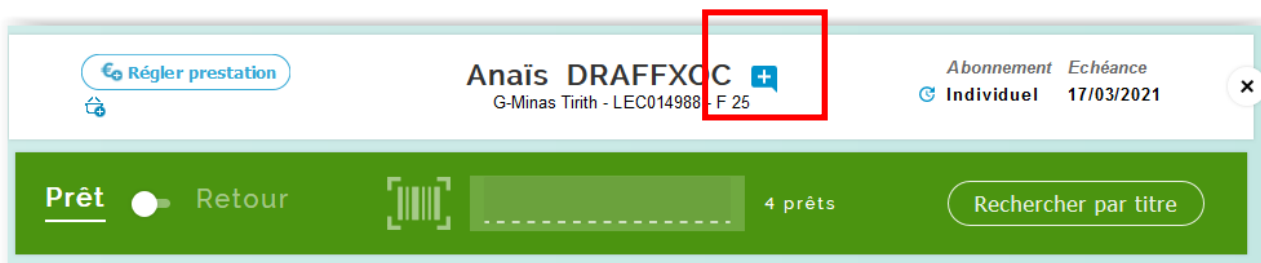 Régler prestation
Anaïs DRAFFXOC
G-Minas Tirith - LEC014988 - F 25
Abonnement Echéance
Individuel 17/03/2021
Prêt Retour
4 prêts
Rechercher par titre